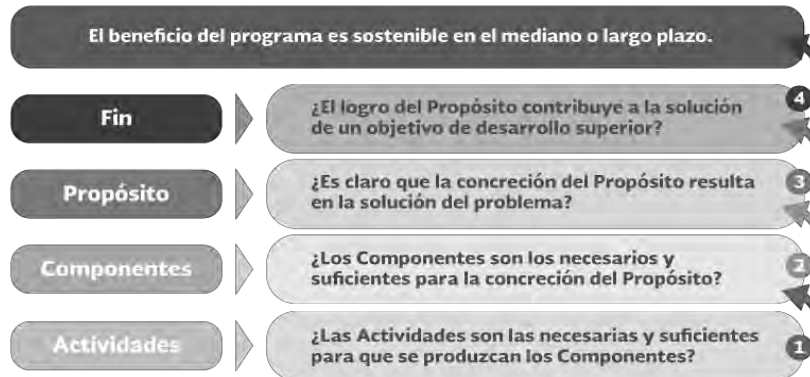 El beneficio del programa es sostenible en el mediano o largo plazo.
Fin
¿El logro del Propósito contribuye a la solución
de un objetivo de desarrollo superior?
4
Propósito
¿Es claro que la concreción del Propósito resulta
en la solución del problema?
3
Componentes
¿Los Componentes son los necesarios y
suficientes para la concreción del Propósito?
2
Actividades
¿Las Actividades son las necesarias y suficientes
para que se produzcan los Componentes?
1